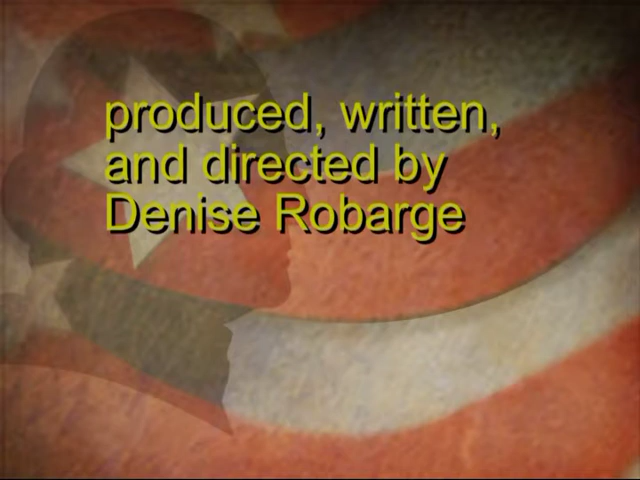 produced, written,
and directed by
Denise Robarge